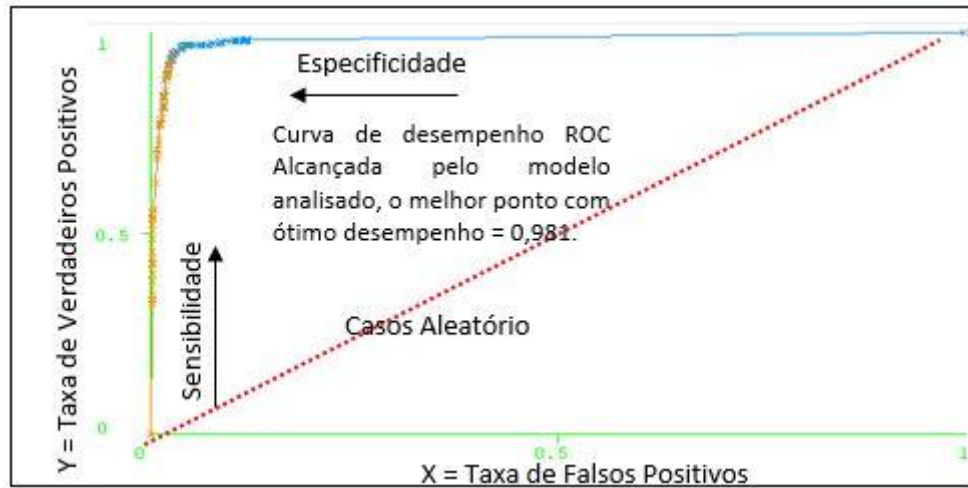 1
Especificidade
Curva de desempenho ROC
Alcançada pelo modelo
analisado, o melhor ponto com
ótimo desempenho = 0,981.
Y = Taxa de Verdadeiros Positivos
0.5
Sensibilidade
Casos Aleatório
0
0
0.5
1
X = Taxa de Falsos Positivos